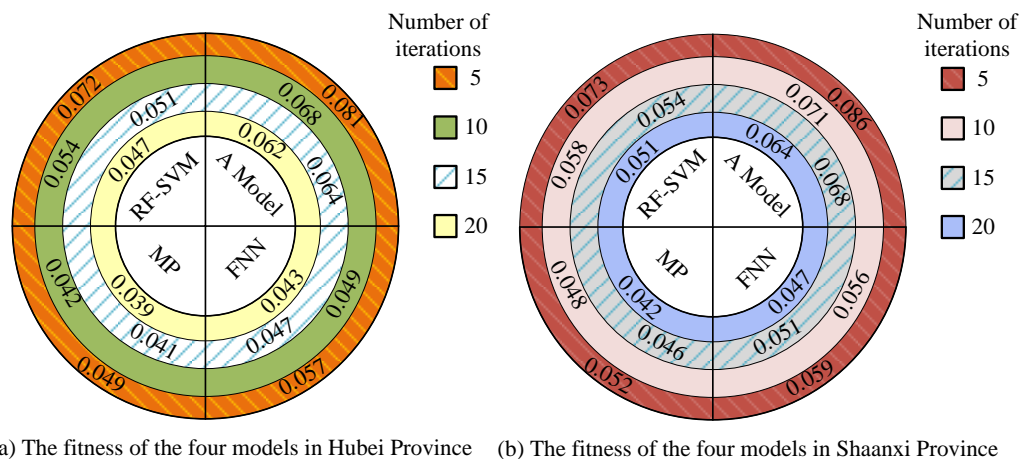 Number of
iterations
5
10
15
20
0.072
0.081
0.054
0.068
0.051
0.064
0.047
0.062
RF-SVM
A Model
MP
FNN
0.039
0.043
0.041
0.047
0.042
0.049
0.049
0.057
a) The fitness of the four models in Hubei Province
Number of
iterations
5
10
15
20
0.073
0.086
0.058
0.071
0.054
0.068
0.051
0.064
RF-SVM
A Model
MP
FNN
0.042
0.047
0.046
0.051
0.048
0.056
0.052
0.059
(b) The fitness of the four models in Shaanxi Province